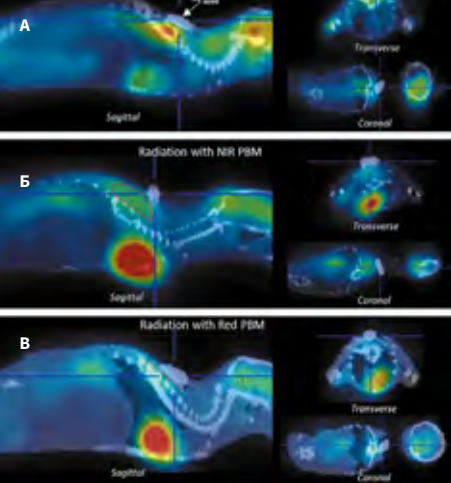 А
Transverse
Sagittal
Coronal
Radiation with NIR PBM
Б
Transverse
Sagittal
Coronal
Radiation with Red PBM
В
Transverse
Sagittal
Coronal